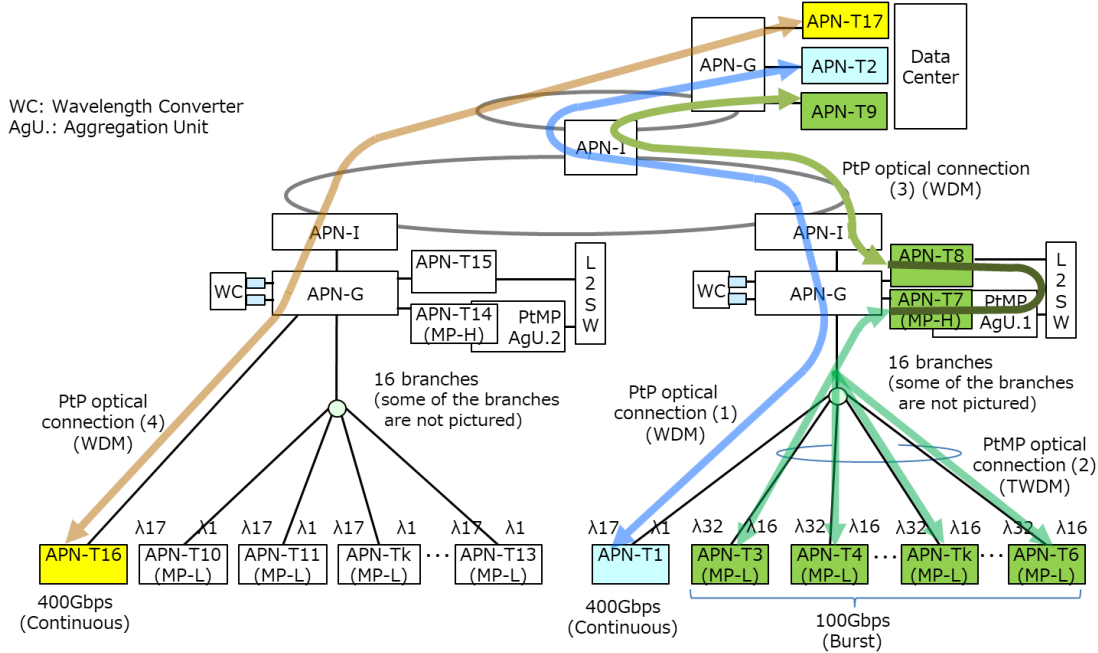 APN-T17
APN-G
APN-T2
Data
Center
APN-T9
WC: Wavelength Converter
AgU.: Aggregation Unit
APN-I
PtP optical connection
(3) (WDM)
APN-I
APN-I
APN-T15
L
2
S
W
WC
APN-G
APN-T14
(MP-H)
PtMP
AgU.2
APN-T8
L
2
S
W
WC
APN-G
APN-T7
(MP-H)
PtMP
AgU.1
16 branches
(some of the branches
are not pictured)
PtP optical
connection (4)
(WDM)
16 branches
(some of the branches
are not pictured)
PtP optical
connection (1)
(WDM)
PtMP optical
connection (2)
(TWDM)
λ17 λ1 λ17 λ1 λ17 λ1 λ17 λ1
λ17 λ1 λ32 λ16 λ32 λ16 λ32 λ16 λ32 λ16
APN-T16
APN-T10
(MP-L)
APN-T11
(MP-L)
APN-Tk
(MP-L)
...
APN-T13
(MP-L)
APN-T1
APN-T3
(MP-L)
APN-T4
(MP-L)
...
APN-Tk
(MP-L)
...
APN-T6
(MP-L)
400Gbps
(Continuous)
400Gbps
(Continuous)
100Gbps
(Burst)